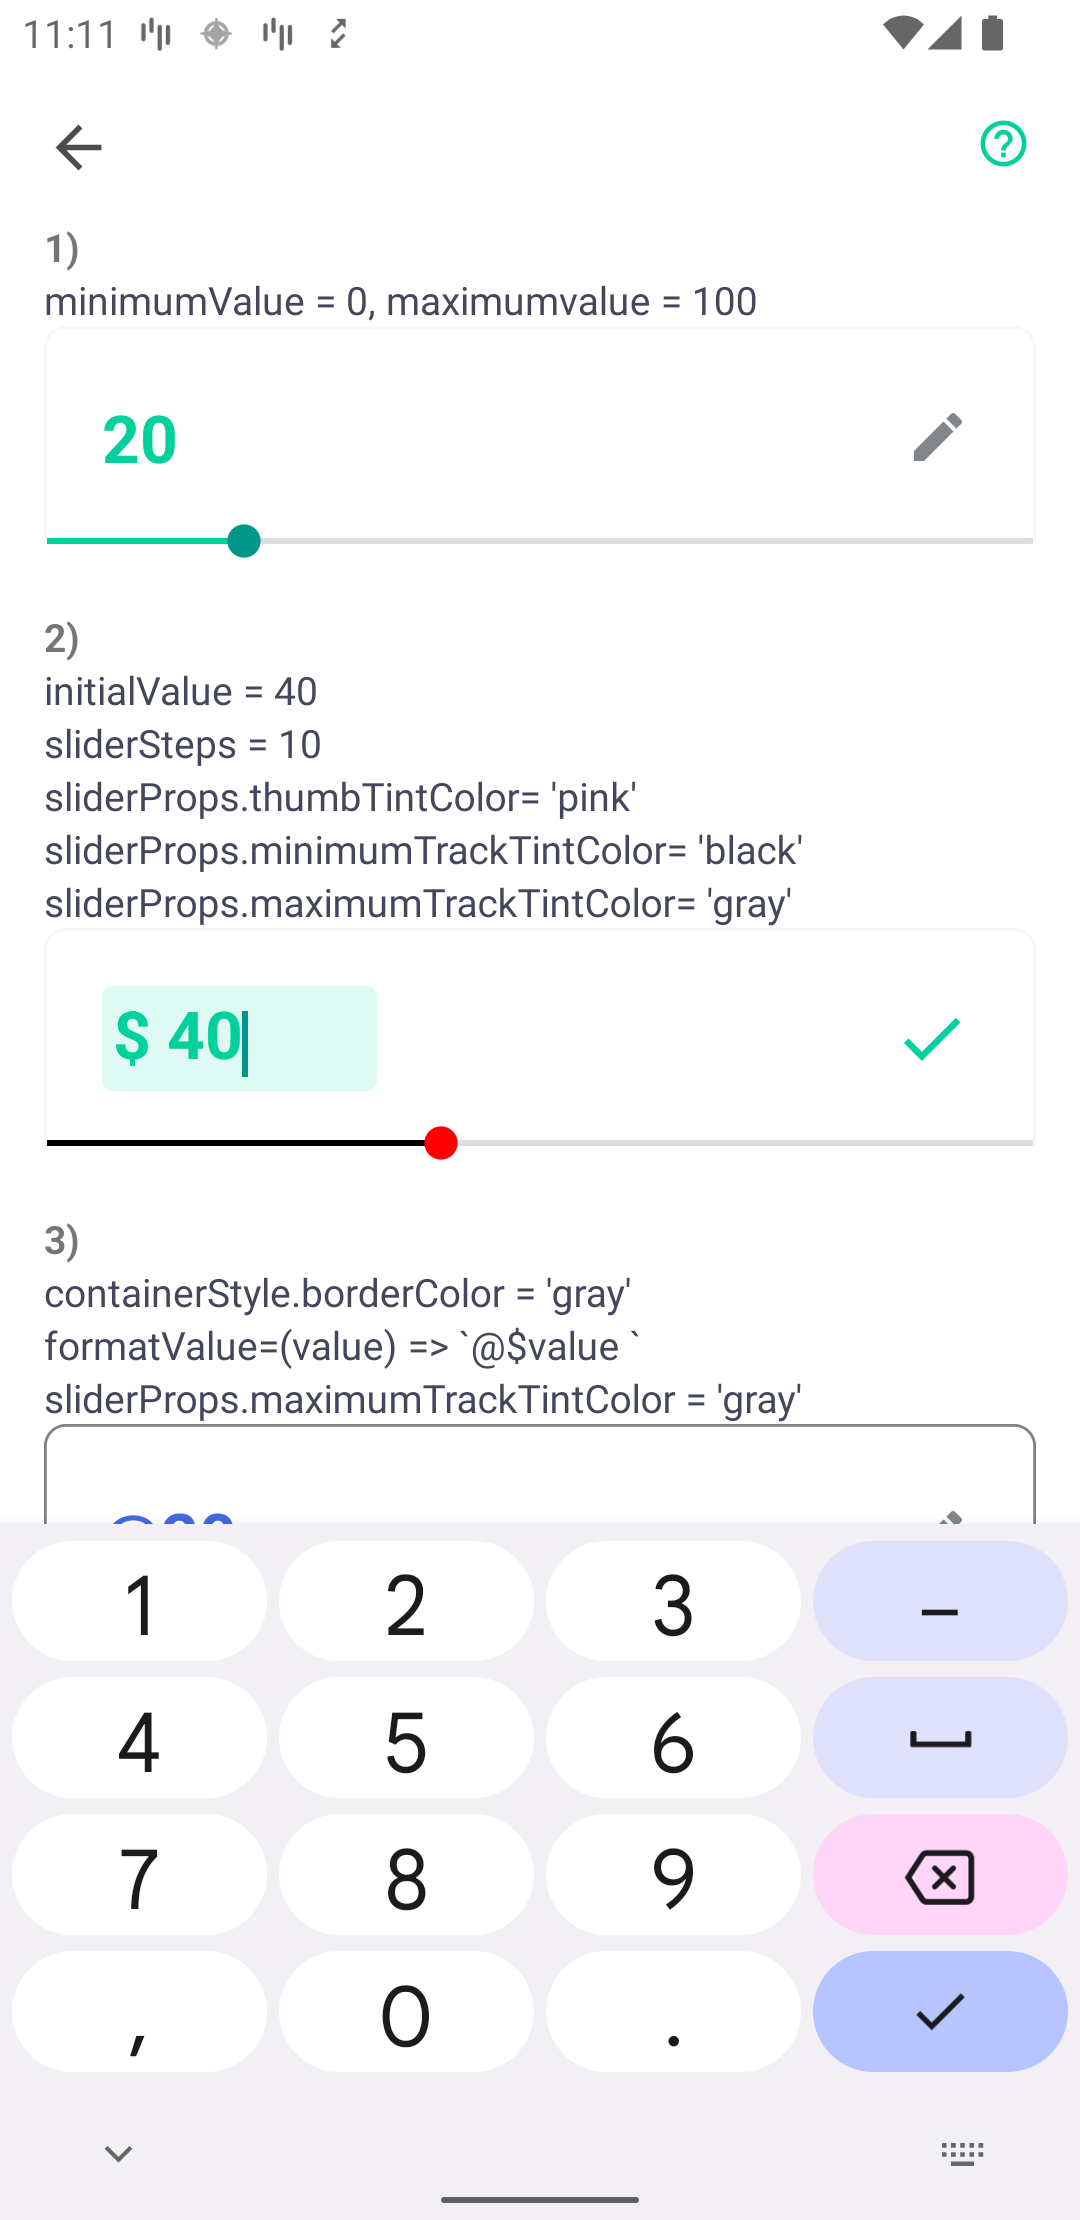 11:11
1)
minimumValue = 0, maximumvalue = 100
20
2)
initialValue = 40
sliderSteps = 10
sliderProps.thumbTintColor= 'pink'
sliderProps.minimumTrackTintColor= 'black'
sliderProps.maximumTrackTintColor= 'gray'
$ 40
3)
containerStyle.borderColor = 'gray'
formatValue=(value) => `@$value `
sliderProps.maximumTrackTintColor = 'gray'
1 2 3 –
4 5 6
7 8 9
, 0 .